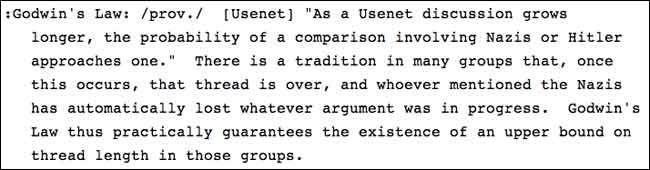 :Godwin's Law: /prov./  [Usenet] "As a Usenet discussion grows
longer, the probability of a comparison involving Nazis or Hitler
approaches one."  There is a tradition in many groups that, once
this occurs, that thread is over, and whoever mentioned the Nazis
has automatically lost whatever argument was in progress.  Godwin's
Law thus practically guarantees the existence of an upper bound on
thread length in those groups.